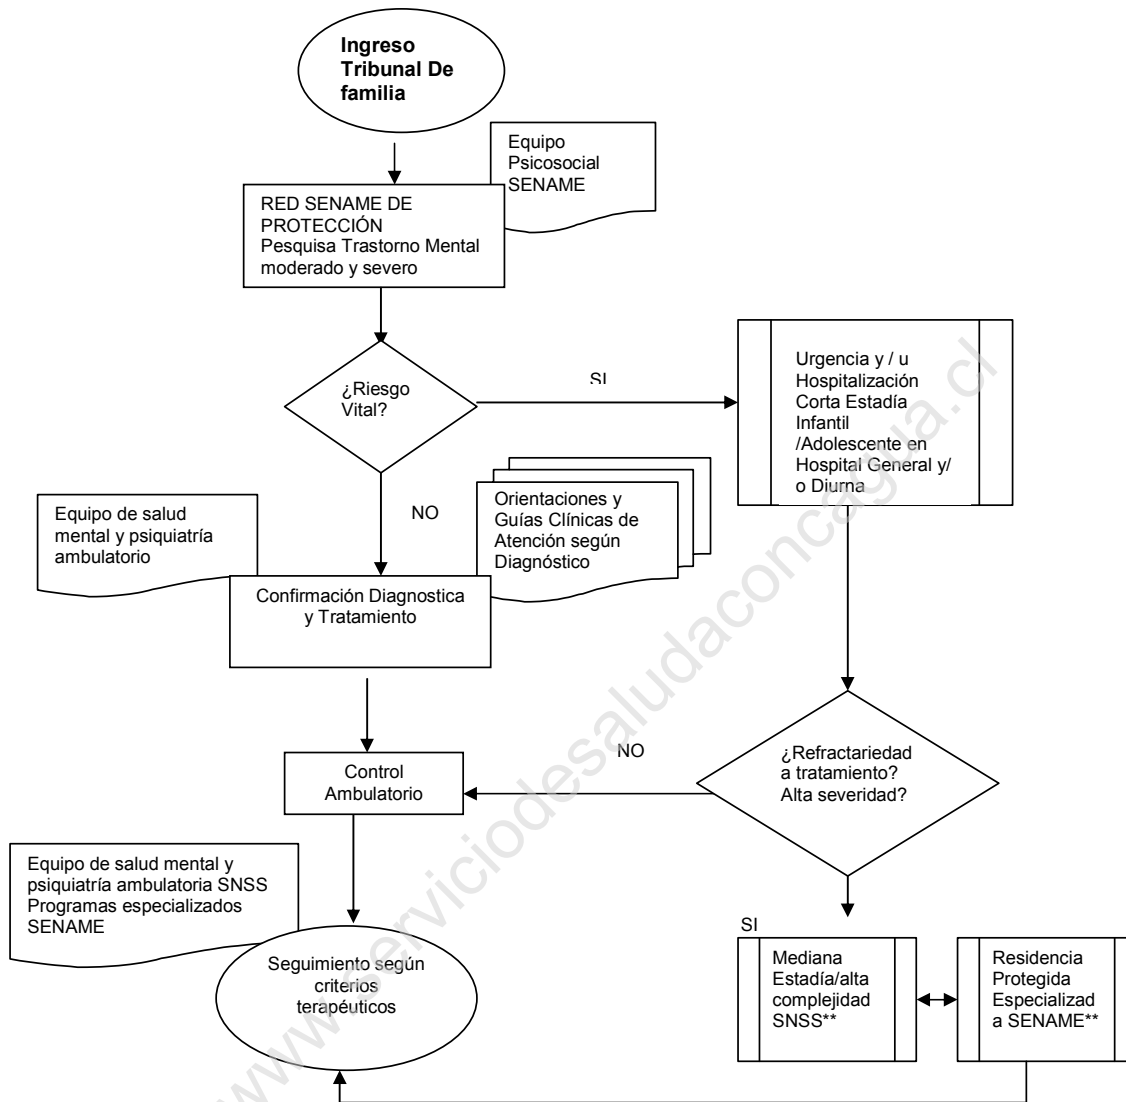 Ingreso
Tribunal De
familia
Equipo
Psicosocial
SENAME
RED SENAME DE
PROTECCIÓN
Pesquisa Trastorno Mental
moderado y severo
¿Riesgo
Vital?
SI
Urgencia y / u
Hospitalización
Corta Estadía
Infantil
/Adolescente en
Hospital General y/
o Diurna
NO
Equipo de salud
mental y psiquiatría
ambulatorio
Orientaciones y
Guías Clínicas de
Atención según
Diagnóstico
Confirmación Diagnostica
y Tratamiento
¿Refractariedad
a tratamiento?
Alta severidad?
NO
Control
Ambulatorio
Equipo de salud mental y
psiquiatría ambulatoria SNSS
Programas especializados
SENAME
SI
Seguimiento según
criterios
terapéuticos
Mediana
Estadía/alta
complejidad
SNSS**
Residencia
Protegida
Especializad
a SENAME**
www.serviciodesaludaconcagua.cl